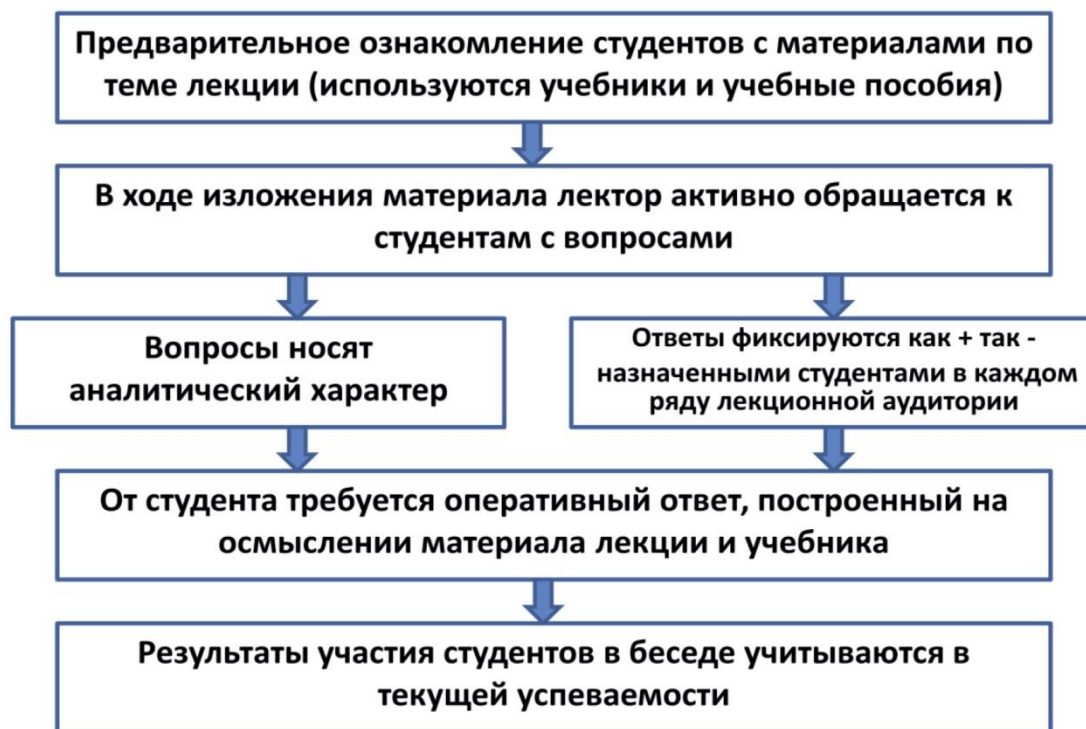 Предварительное ознакомление студентов с материалами по
теме лекции (используются учебники и учебные пособия)
В ходе изложения материала лектор активно обращается к
студентам с вопросами
Вопросы носят
аналитический характер
Ответы фиксируются как + так -
назначенными студентами в каждом
ряду лекционной аудитории
От студента требуется оперативный ответ, построенный на
осмыслении материала лекции и учебника
Результаты участия студентов в беседе учитываются в
текущей успеваемости